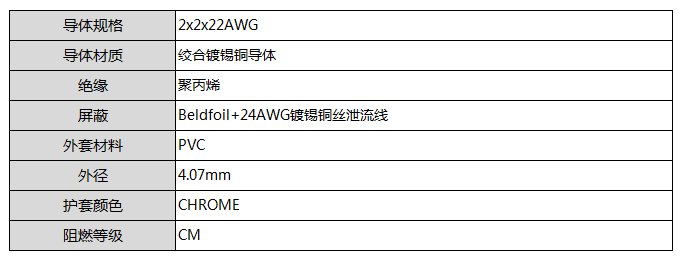 导体规格 2x2x22AWG
导体材质 绞合镀锡铜导体
绝缘 聚丙烯
屏蔽 Beldfoil+24AWG镀锡铜丝泄流线
外套材料 PVC
外径 4.07mm
护套颜色 CHROME
阻燃等级 CM